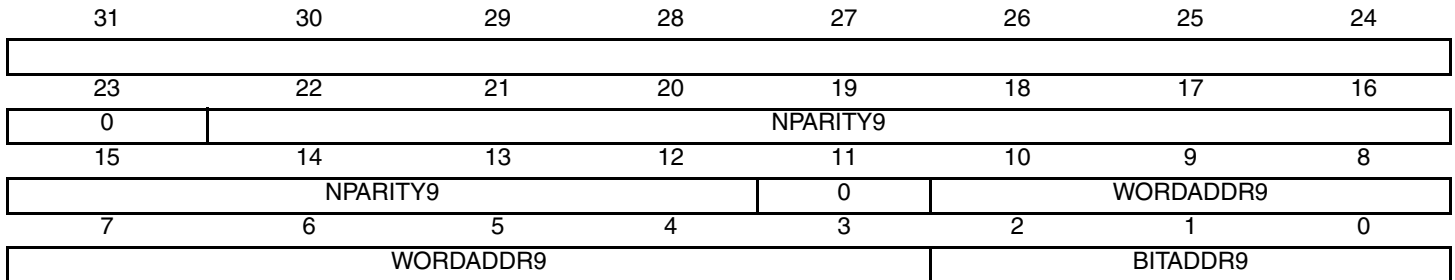 31 30 29 28 27 26 25 24
23 22 21 20 19 18 17 16
0 NPARITY9
15 14 13 12 11 10 9 8
NPARITY9 0 WORDADDR9
7 6 5 4 3 2 1 0
WORDADDR9 BITADDR9